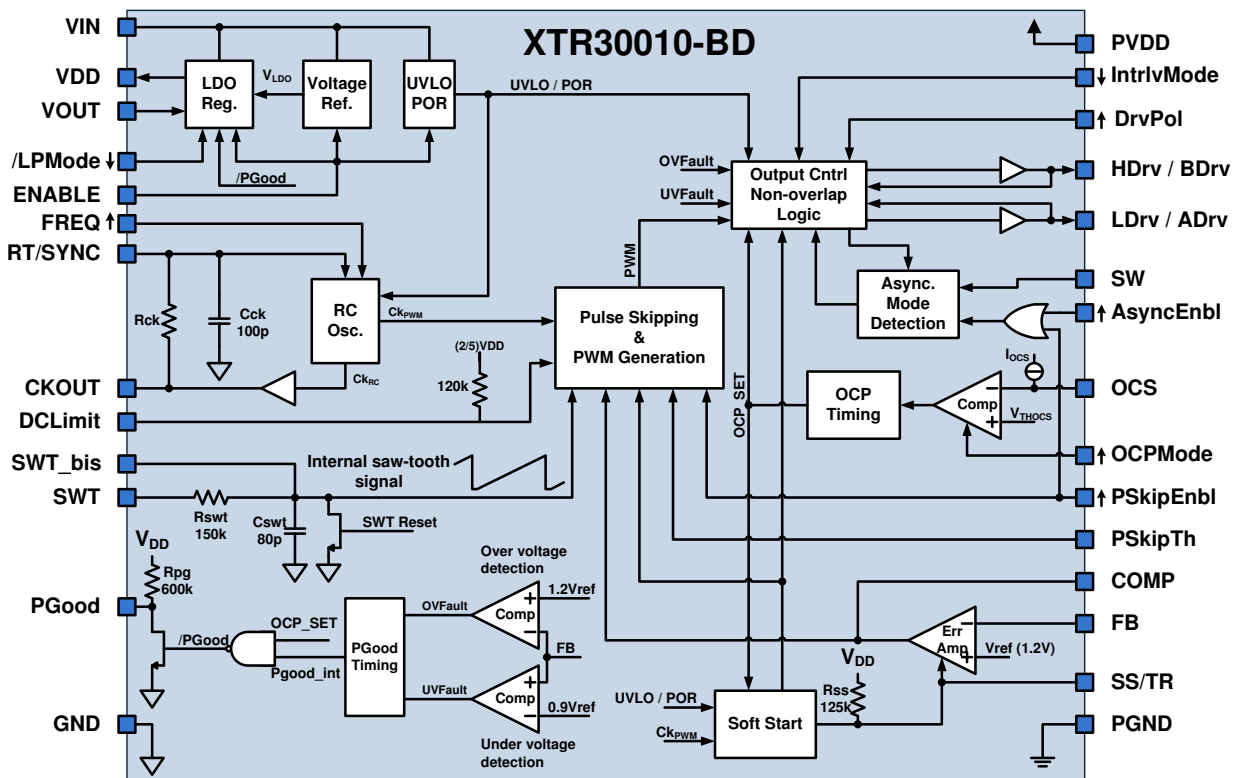 XTR30010-BD
VIN
VDD
VOUT
/LPMode
ENABLE
FREQ
RT/SYNC
CKOUT
DCLimit
SWT_bis
SWT
PGood
GND
PVDD
IntrlvMode
DrvPol
HDrv / BDrv
LDrv / ADrv
SW
AsyncEnbl
OCS
OCPMode
PSkipEnbl
PSkipTh
COMP
FB
SS/TR
PGND
LDO
Reg.
VLDO
Voltage
Ref.
UVLO
POR
UVLO / POR
/PGood
OVFault
UVFault
Output Cntrl
Non-overlap
Logic
PWM
Async.
Mode
Detection
Rck
Cck
100p
RC
Osc.
CkPWM
CkRC
(2/5)VDD
120k
Pulse Skipping
&
PWM Generation
OCP_SET
OCP
Timing
Comp
IOCS
VTHOCS
Internal saw-tooth
signal
Rswt
150k
Cswt
80p
SWT Reset
VDD
Rpg
600k
/PGood
OCP_SET
Pgood_int
PGood
Timing
OVFault
UVFault
Over voltage
detection
Comp
1.2Vref
FB
Comp
0.9Vref
Under voltage
detection
UVLO / POR
CkPWM
Soft Start
VDD
Rss
125k
Err
Amp
Vref (1.2V)